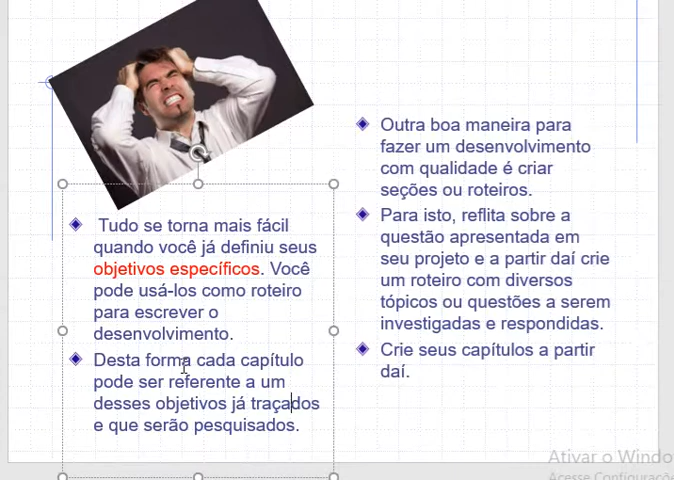 Tudo se torna mais fácil
quando você já definiu seus
objetivos específicos. Você
pode usá-los como roteiro
para escrever o
desenvolvimento.
Desta forma cada capítulo
pode ser referente a um
desses objetivos já traçados
e que serão pesquisados.
Outra boa maneira para
fazer um desenvolvimento
com qualidade é criar
seções ou roteiros.
Para isto, reflita sobre a
questão apresentada em
seu projeto e a partir daí crie
um roteiro com diversos
tópicos ou questões a serem
investigadas e respondidas.
Crie seus capítulos a partir
daí.
Ativar o Windo
Acesse Configurações